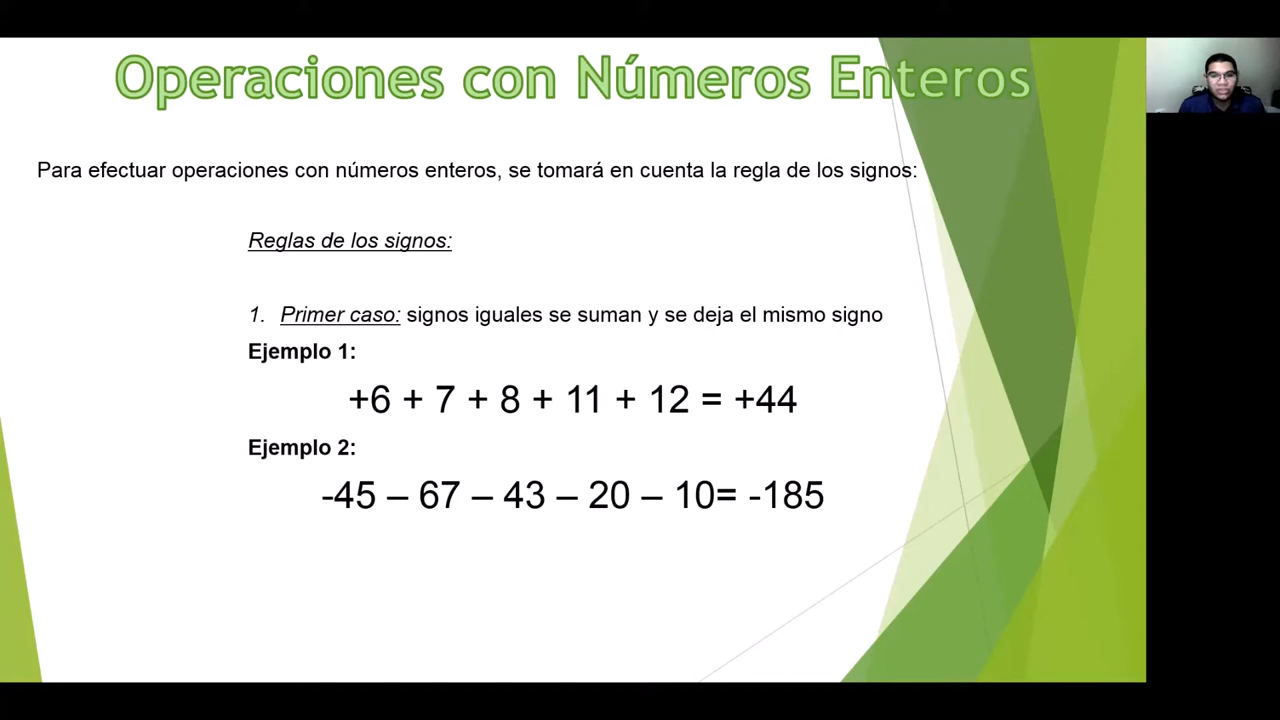 Operaciones con Números Enteros
Para efectuar operaciones con números enteros, se tomará en cuenta la regla de los signos:
Reglas de los signos:
1. Primer caso: signos iguales se suman y se deja el mismo signo
Ejemplo 1:
+6 + 7 + 8 + 11 + 12 = +44
Ejemplo 2:
-45 – 67 – 43 – 20 – 10= -185